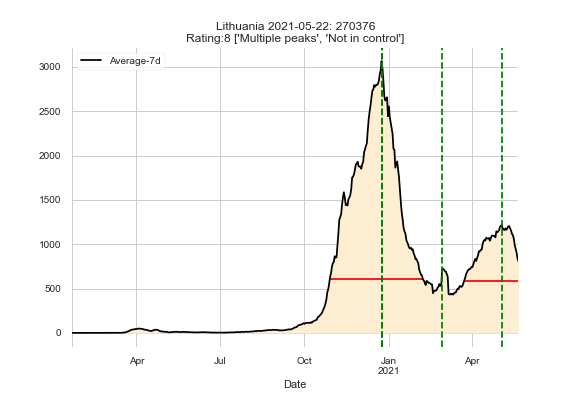 Lithuania 2021-05-22: 270376
Rating:8 ['Multiple peaks', 'Not in control']
Average-7d
3000
2500
2000
1500
1000
500
0
Apr
Jul
Oct
Jan
2021
Apr
Date